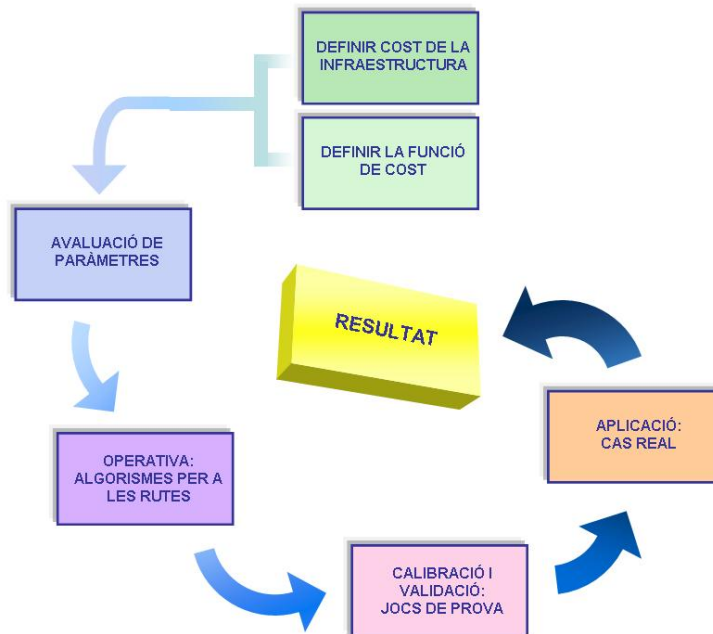 DEFINIR COST DE LA
INFRAESTRUCTURA
DEFINIR LA FUNCIÓ
DE COST
AVALUACIÓ DE
PARÀMETRES
RESULTAT
APLICACIÓ:
CAS REAL
OPERATIVA:
ALGORISMES PER A
LES RUTES
CALIBRACIÓ I
VALIDACIÓ:
JOCS DE PROVA